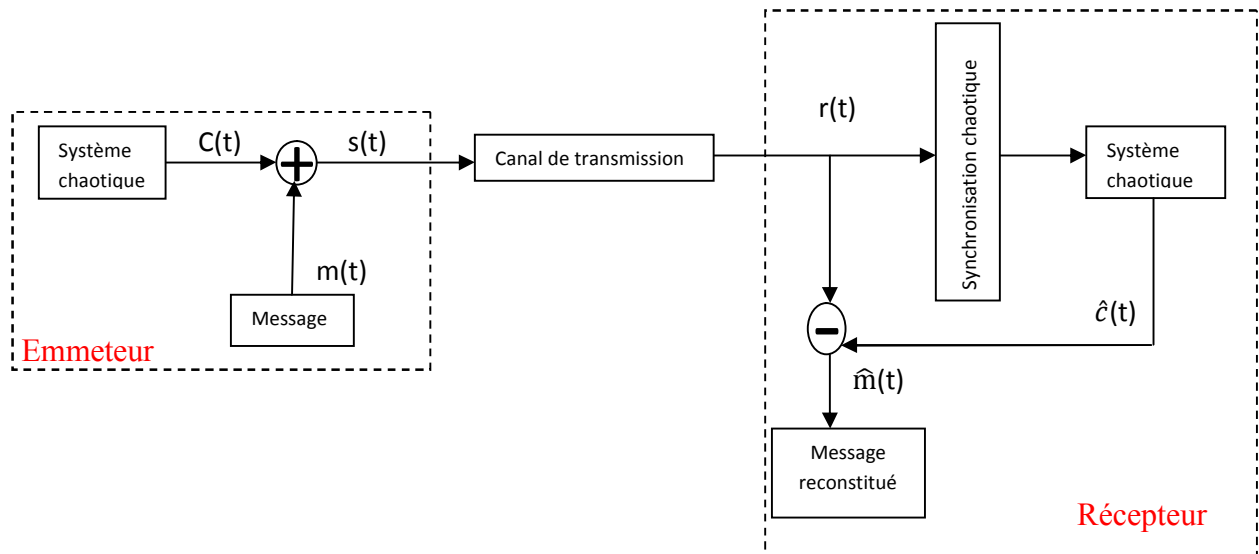 Système
chaotique
C(t)
+
s(t)
m(t)
Message
Emmeteur
Canal de transmission
r(t)
Synchronisation chaotique
Système
chaotique
ĉ(t)
-
m̂(t)
Message
reconstitué
Récepteur